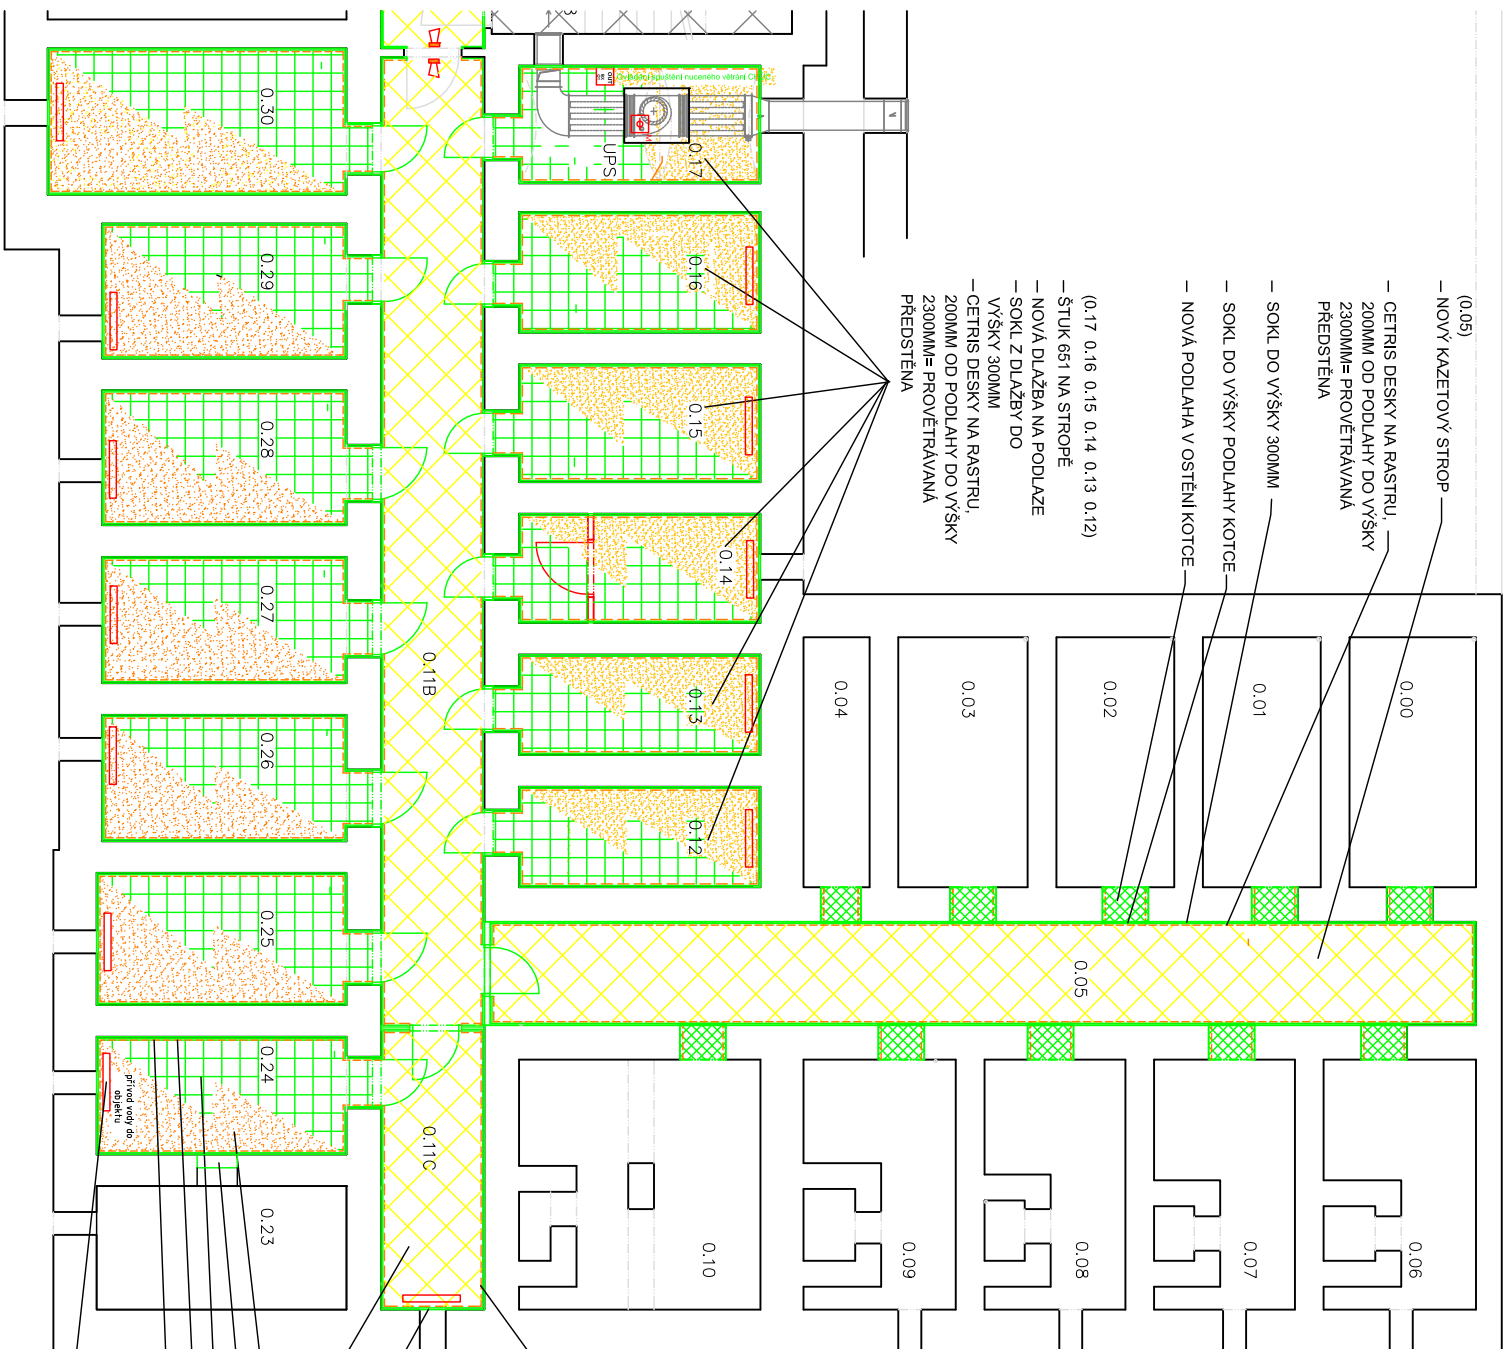 (0.05)
– NOVÝ KAZETOVÝ STROP
– CETRIS DESKY NA RASTRU,
200MM OD PODLAHY DO VÝŠKY
2300MM= PROVĚTRÁVANÁ
PŘEDSTĚNA
– SOKL DO VÝŠKY 300MM
– SOKL DO VÝŠKY PODLAHY KOTCE
– NOVÁ PODLAHA V OSTĚNÍ KOTCE
(0.17 0.16 0.15 0.14 0.13 0.12)
– ŠTUK 651 NA STROPĚ
– NOVÁ DLAŽBA NA PODLAZE
– SOKL Z DLAŽBY DO
VÝŠKY 300MM
– CETRIS DESKY NA RASTRU,
200MM OD PODLAHY DO VÝŠKY
2300MM= PROVĚTRÁVANÁ
PŘEDSTĚNA
0.00
0.01
0.02
0.03
0.04
0.05
0.06
0.07
0.08
0.09
0.10
0.17
UPS
0.16
0.15
0.14
0.13
0.12
0.11B
0.11C
0.30
0.29
0.28
0.27
0.26
0.25
0.24
přívod vody do
objektu
0.23